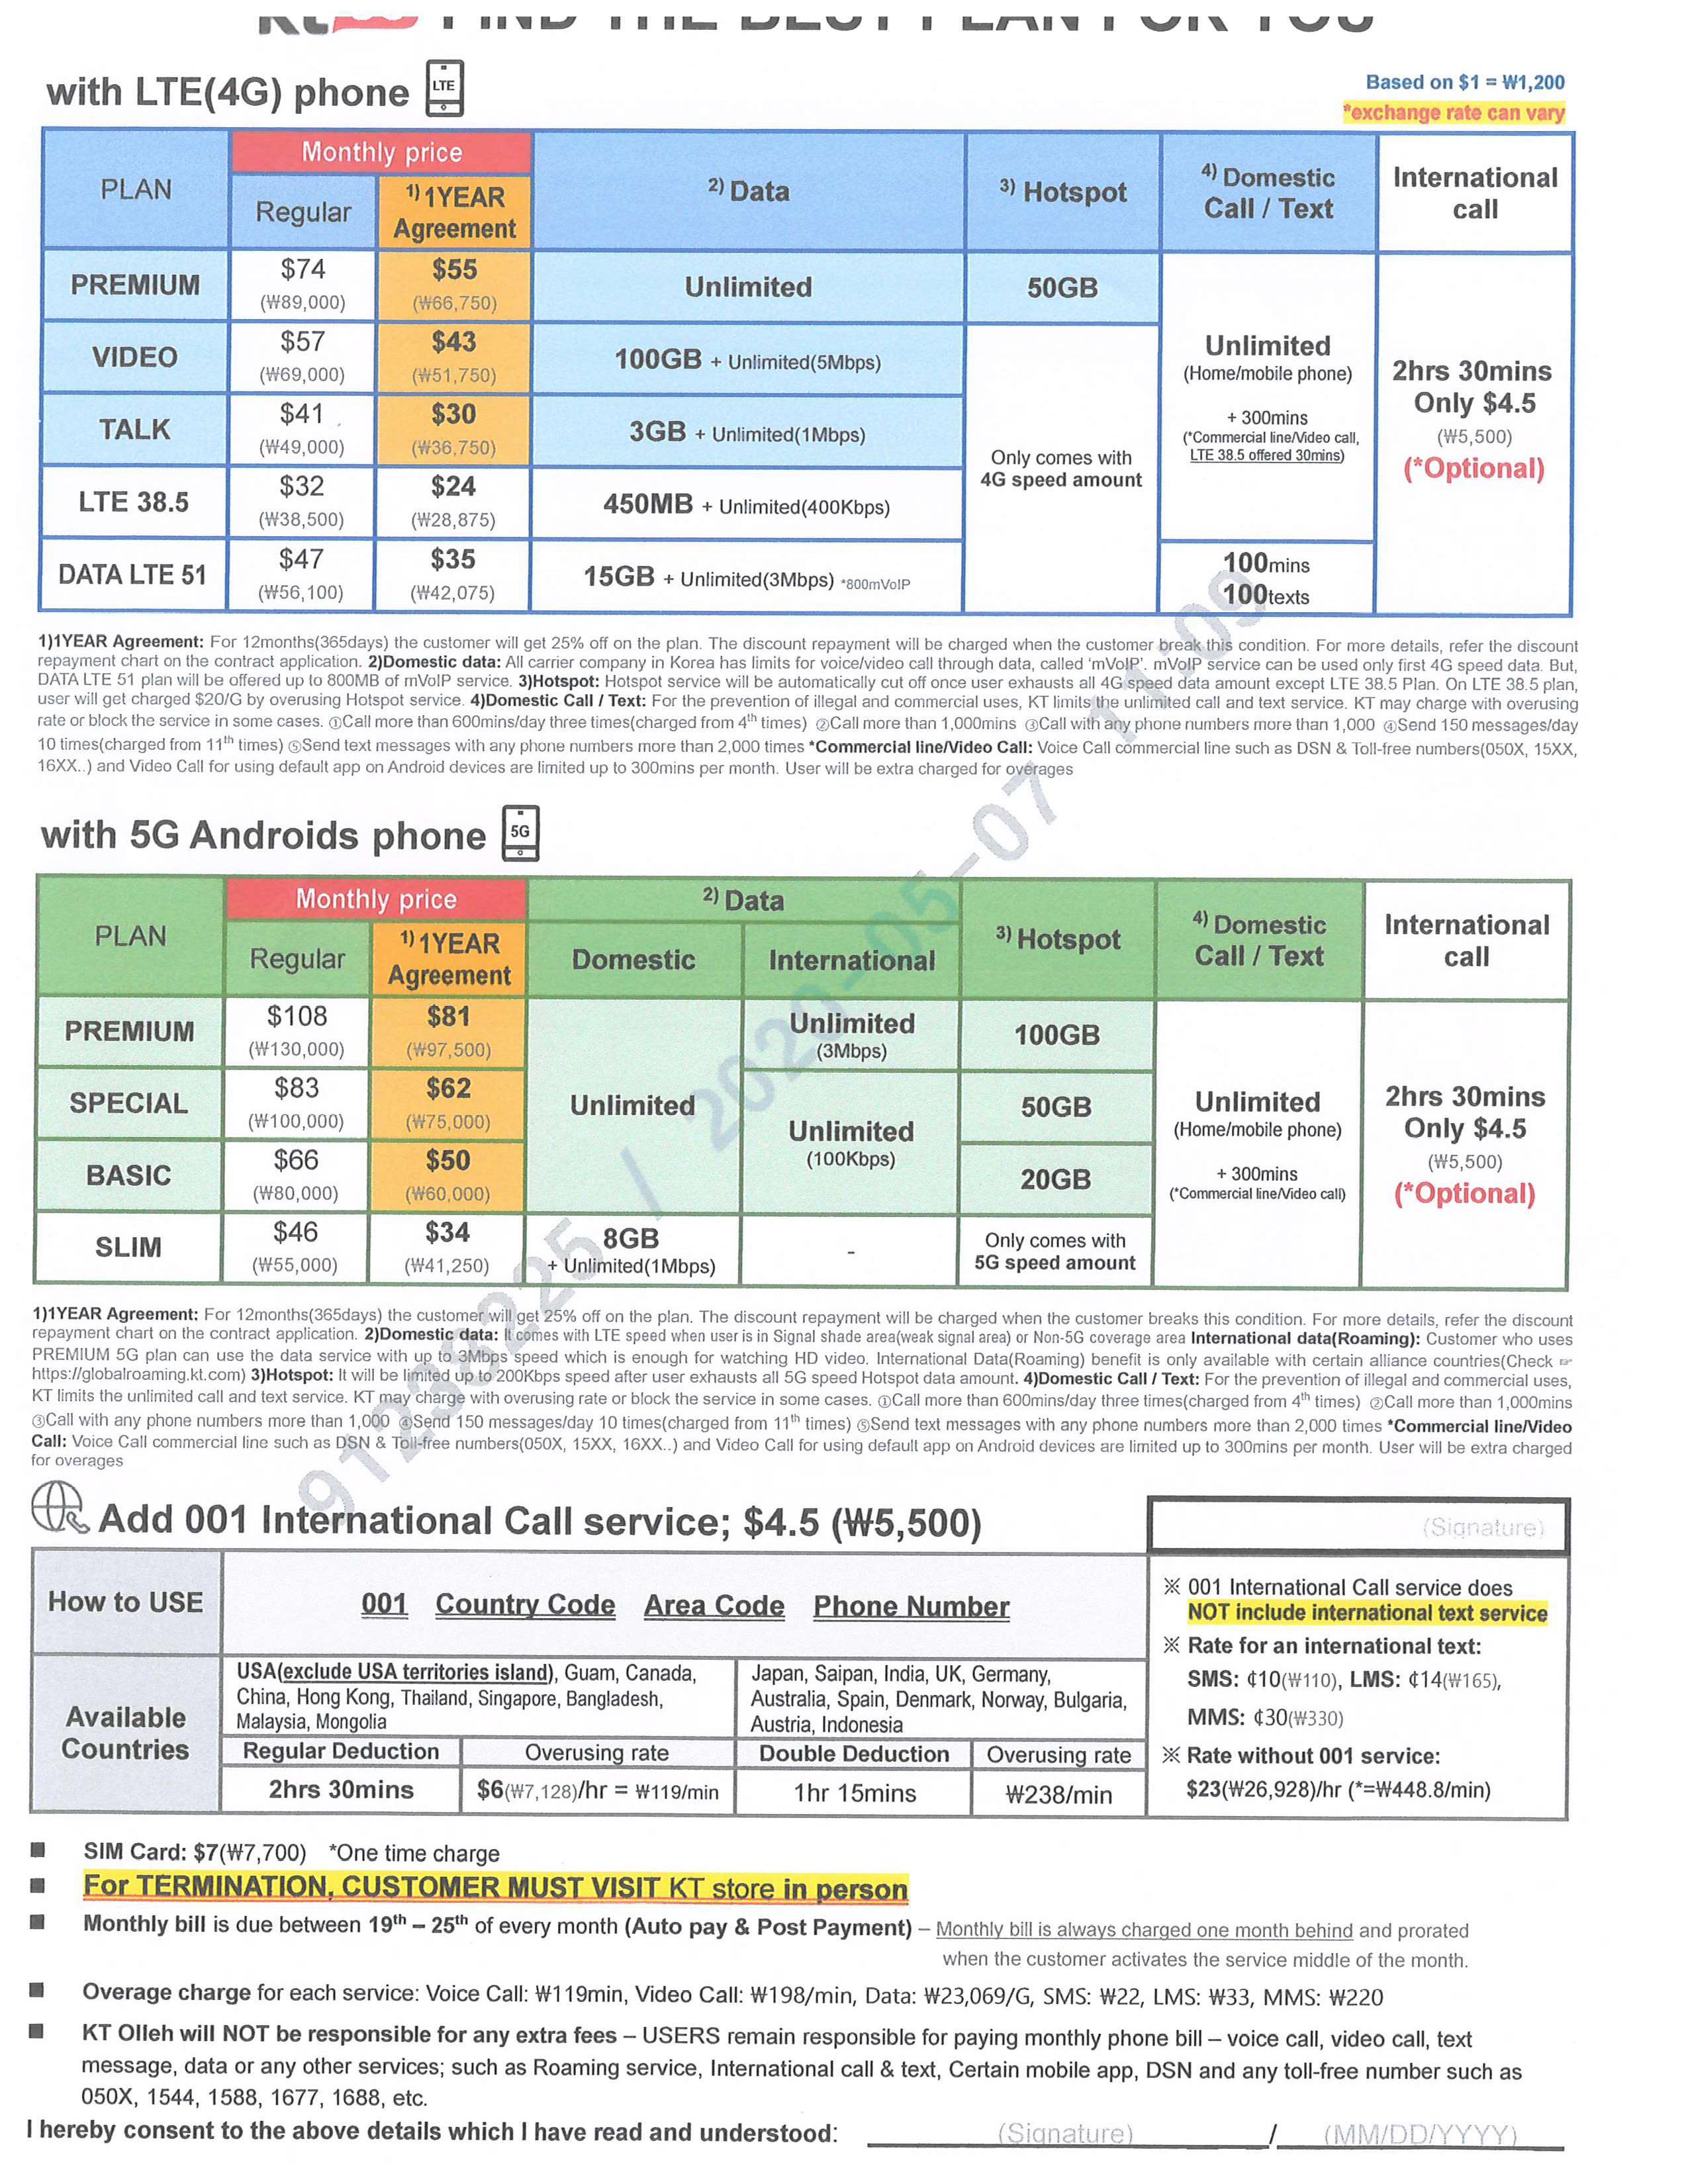 FIND THE BEST PLAN FOR YOU
with LTE(4G) phone LTE
Based on $1 = ₩1,200
*exchange rate can vary
PLAN
Monthly price
Regular
1) 1YEAR
Agreement
2) Data
3) Hotspot
4) Domestic
Call / Text
International
call
PREMIUM
$74
(₩89,000)
$55
(₩66,750)
Unlimited
50GB
VIDEO
$57
(₩69,000)
$43
(₩51,750)
100GB + Unlimited(5Mbps)
TALK
$41
(₩49,000)
$30
(₩36,750)
3GB + Unlimited(1Mbps)
LTE 38.5
$32
(₩38,500)
$24
(₩28,875)
450MB + Unlimited(400Kbps)
DATA LTE 51
$47
(₩56,100)
$35
(₩42,075)
15GB + Unlimited(3Mbps) *800mVoIP
Only comes with
4G speed amount
Unlimited
(Home/mobile phone)
+ 300mins
(*Commercial line/Video call,
LTE 38.5 offered 30mins)
100mins
100texts
2hrs 30mins
Only $4.5
(₩5,500)
(*Optional)
1)1YEAR Agreement: For 12months(365days) the customer will get 25% off on the plan. The discount repayment will be charged when the customer break this condition. For more details, refer the discount
repayment chart on the contract application. 2)Domestic data: All carrier company in Korea has limits for voice/video call through data, called 'mVoIP'. mVoIP service can be used only first 4G speed data. But,
DATA LTE 51 plan will be offered up to 800MB of mVoIP service. 3)Hotspot: Hotspot service will be automatically cut off once user exhausts all 4G speed data amount except LTE 38.5 Plan. On LTE 38.5 plan,
user will get charged $20/G by overusing Hotspot service. 4)Domestic Call / Text: For the prevention of illegal and commercial uses, KT limits the unlimited call and text service. KT may charge with overusing
rate or block the service in some cases. ①Call more than 600mins/day three times(charged from 4th times) ②Call more than 1,000mins ③Call with any phone numbers more than 1,000 ④Send 150 messages/day
10 times(charged from 11th times) ⑤Send text messages with any phone numbers more than 2,000 times *Commercial line/Video Call: Voice Call commercial line such as DSN & Toll-free numbers(050X, 15XX,
16XX..) and Video Call for using default app on Android devices are limited up to 300mins per month. User will be extra charged for overages
with 5G Androids phone 5G
PLAN
Monthly price
Regular
1) 1YEAR
Agreement
2) Data
Domestic
International
3) Hotspot
4) Domestic
Call / Text
International
call
PREMIUM
$108
(₩130,000)
$81
(₩97,500)
Unlimited
(3Mbps)
100GB
SPECIAL
$83
(₩100,000)
$62
(₩75,000)
Unlimited
50GB
Unlimited
(100Kbps)
BASIC
$66
(₩80,000)
$50
(₩60,000)
20GB
SLIM
$46
(₩55,000)
$34
(₩41,250)
8GB
+ Unlimited(1Mbps)
-
Only comes with
5G speed amount
Unlimited
(Home/mobile phone)
+ 300mins
(*Commercial line/Video call)
2hrs 30mins
Only $4.5
(₩5,500)
(*Optional)
1)1YEAR Agreement: For 12months(365days) the customer will get 25% off on the plan. The discount repayment will be charged when the customer breaks this condition. For more details, refer the discount
repayment chart on the contract application. 2)Domestic data: It comes with LTE speed when user is in Signal shade area(weak signal area) or Non-5G coverage area International data(Roaming): Customer who uses
PREMIUM 5G plan can use the data service with up to 3Mbps speed which is enough for watching HD video. International Data(Roaming) benefit is only available with certain alliance countries(Check ☞
https://globalroaming.kt.com) 3)Hotspot: It will be limited up to 200Kbps speed after user exhausts all 5G speed Hotspot data amount. 4)Domestic Call / Text: For the prevention of illegal and commercial uses,
KT limits the unlimited call and text service. KT may charge with overusing rate or block the service in some cases. ①Call more than 600mins/day three times(charged from 4th times) ②Call more than 1,000mins
③Call with any phone numbers more than 1,000 ④Send 150 messages/day 10 times(charged from 11th times) ⑤Send text messages with any phone numbers more than 2,000 times *Commercial line/Video
Call: Voice Call commercial line such as DSN & Toll-free numbers(050X, 15XX, 16XX..) and Video Call for using default app on Android devices are limited up to 300mins per month. User will be extra charged
for overages
91238225 / 2020-05-07 11:09
Add 001 International Call service; $4.5 (₩5,500)
(Signature)
How to USE
001 Country Code Area Code Phone Number
Available
Countries
USA(exclude USA territories island), Guam, Canada,
China, Hong Kong, Thailand, Singapore, Bangladesh,
Malaysia, Mongolia
Japan, Saipan, India, UK, Germany,
Australia, Spain, Denmark, Norway, Bulgaria,
Austria, Indonesia
Regular Deduction
Overusing rate
Double Deduction
Overusing rate
2hrs 30mins
$6(₩7,128)/hr = ₩119/min
1hr 15mins
₩238/min
※ 001 International Call service does
NOT include international text service
※ Rate for an international text:
SMS: ¢10(₩110), LMS: ¢14(₩165),
MMS: ¢30(₩330)
※ Rate without 001 service:
$23(₩26,928)/hr (*=₩448.8/min)
■ SIM Card: $7(₩7,700) *One time charge
■ For TERMINATION, CUSTOMER MUST VISIT KT store in person
■ Monthly bill is due between 19th – 25th of every month (Auto pay & Post Payment) – Monthly bill is always charged one month behind and prorated
when the customer activates the service middle of the month.
■ Overage charge for each service: Voice Call: ₩119min, Video Call: ₩198/min, Data: ₩23,069/G, SMS: ₩22, LMS: ₩33, MMS: ₩220
■ KT Olleh will NOT be responsible for any extra fees – USERS remain responsible for paying monthly phone bill – voice call, video call, text
message, data or any other services; such as Roaming service, International call & text, Certain mobile app, DSN and any toll-free number such as
050X, 1544, 1588, 1677, 1688, etc.
I hereby consent to the above details which I have read and understood: (Signature) / (MM/DD/YYYY)